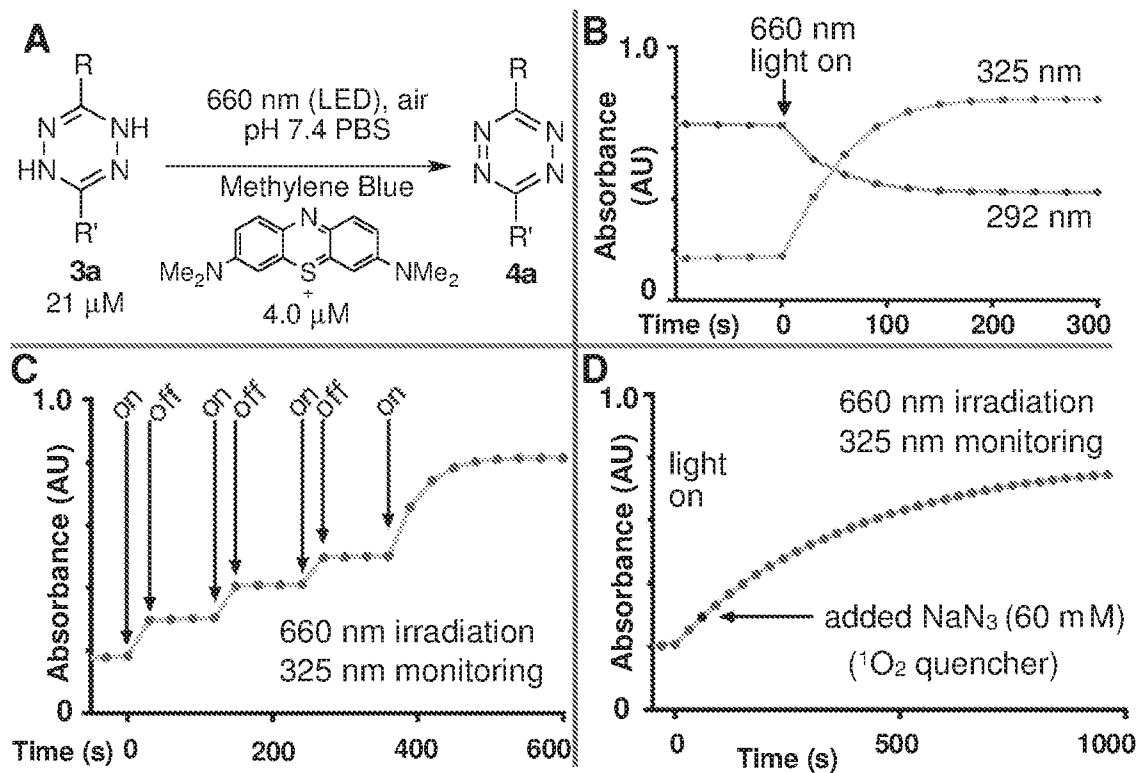 A
R
N
NH
HN
N
R'
3a
21 µM
660 nm (LED), air
pH 7.4 PBS
Methylene Blue
N
Me2N
S
+
NMe2
4.0 µM
R
N
N
N
N
R'
4a
B
1.0
660 nm
light on
325 nm
292 nm
Absorbance
(AU)
0
Time (s)
0
100
200
300
C
1.0
on
off
on
off
on
off
on
Absorbance (AU)
660 nm irradiation
325 nm monitoring
0
Time (s)
0
200
400
600
D
1.0
660 nm irradiation
325 nm monitoring
light
on
Absorbance (AU)
added NaN3 (60 mM)
(1O2 quencher)
0
0
500
1000
Time (s)